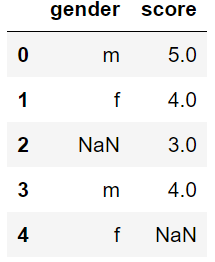 gender score
0 m 5.0
1 f 4.0
2 NaN 3.0
3 m 4.0
4 f NaN